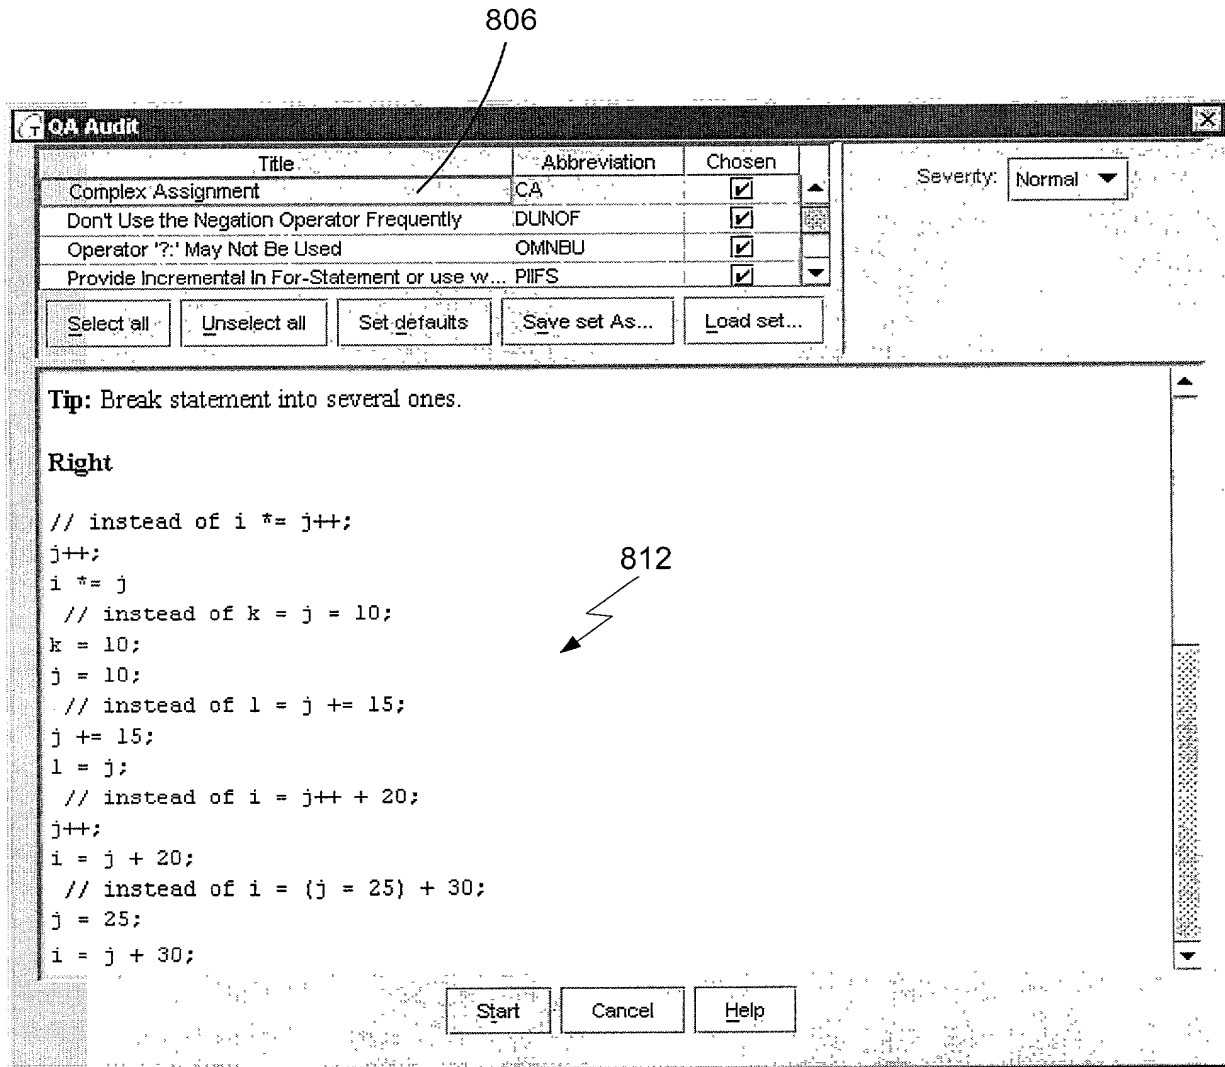 806
QA Audit
Title Abbreviation Chosen
Complex Assignment CA
Don't Use the Negation Operator Frequently DUNOF
Operator '?:' May Not Be Used OMNBU
Provide Incremental In For-Statement or use w... PIIFS
Severity: Normal
Select all Unselect all Set defaults Save set As... Load set...
Tip: Break statement into several ones.
Right
// instead of i *= j++;
j++;
i *= j
// instead of k = j = 10;
k = 10;
j = 10;
// instead of l = j += 15;
j += 15;
l = j;
// instead of i = j++ + 20;
j++;
i = j + 20;
// instead of i = (j = 25) + 30;
j = 25;
i = j + 30;
812
Start Cancel Help